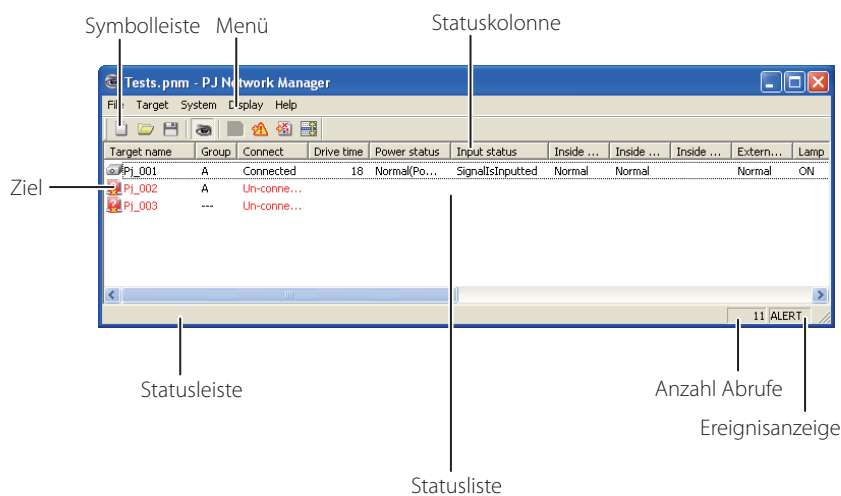 Symbolleiste Menü Statuskolonne
Tests.pnm - PJ Network Manager
File Target System Display Help
Target name Group Connect Drive time Power status Input status Inside ... Inside ... Inside ... Extern... Lamp
Ziel
Pj_001 A Connected 18 Normal(Po... SignalIsInputted Normal Normal Normal ON
Pj_002 A Un-conne...
Pj_003 --- Un-conne...
11 ALERT
Statusleiste Anzahl Abrufe
Ereignisanzeige
Statusliste